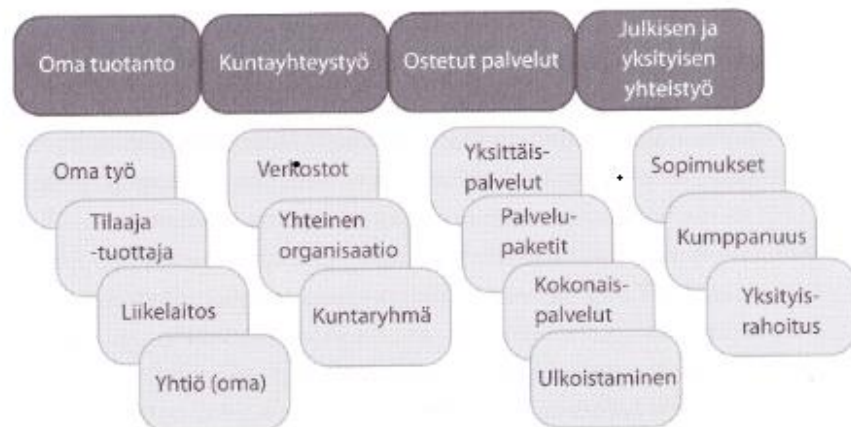 Oma tuotanto
Kuntayhteystyö
Ostetut palvelut
Julkisen ja
yksityisen
yhteistyö
Oma työ
Tilaaja
-tuottaja
Liikelaitos
Yhtiö (oma)
Verkostot
Yhteinen
organisaatio
Kuntaryhmä
Yksittäis-
palvelut
Palvelu-
paketit
Kokonais-
palvelut
Ulkoistaminen
Sopimukset
Kumppanuus
Yksityis-
rahoitus